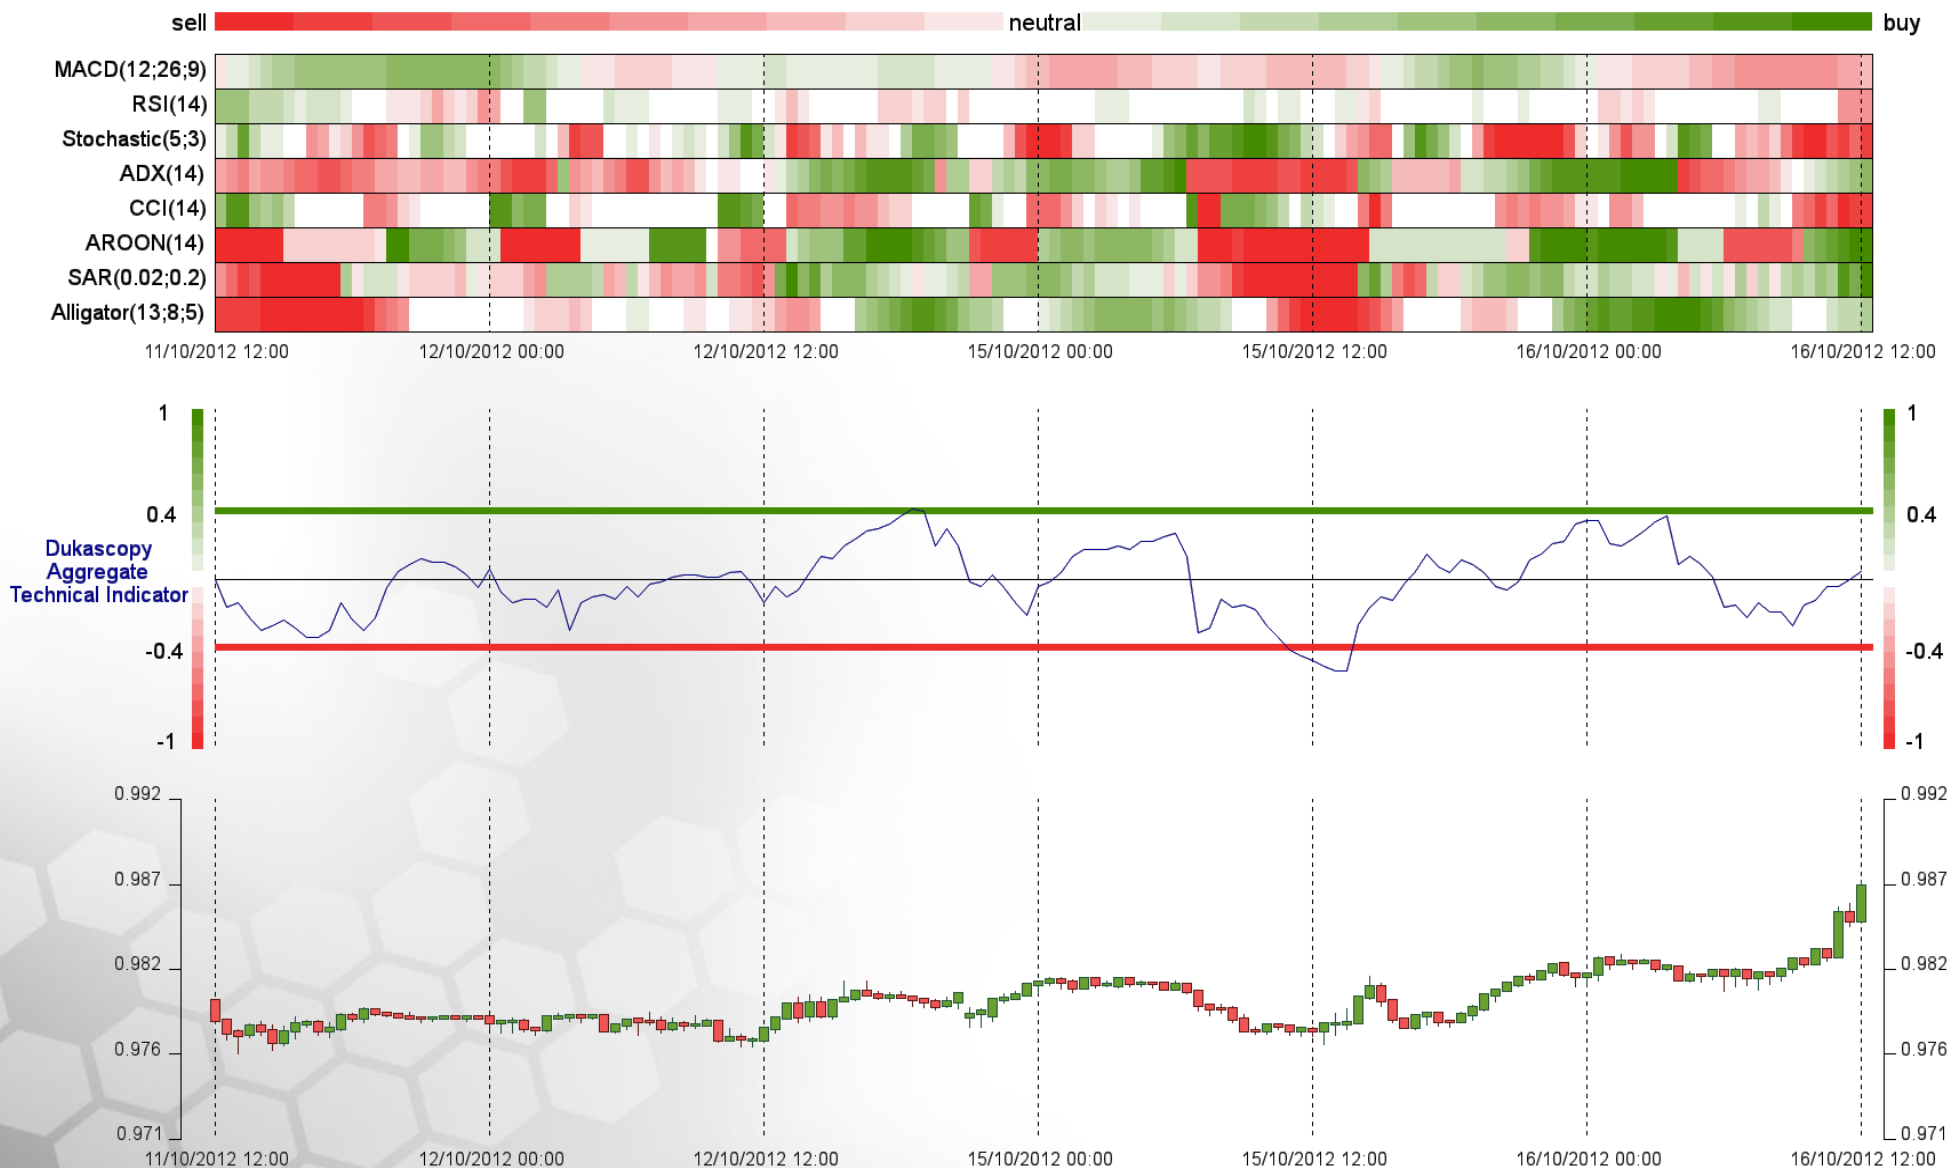 sell neutral buy
MACD(12;26;9)
RSI(14)
Stochastic(5;3)
ADX(14)
CCI(14)
AROON(14)
SAR(0.02;0.2)
Alligator(13;8;5)
11/10/2012 12:00 12/10/2012 00:00 12/10/2012 12:00 15/10/2012 00:00 15/10/2012 12:00 16/10/2012 00:00 16/10/2012 12:00
1 1
0.4 0.4
Dukascopy
Aggregate
Technical Indicator
-0.4 -0.4
-1 -1
0.992 0.992
0.987 0.987
0.982 0.982
0.976 0.976
0.971 0.971
11/10/2012 12:00 12/10/2012 00:00 12/10/2012 12:00 15/10/2012 00:00 15/10/2012 12:00 16/10/2012 00:00 16/10/2012 12:00